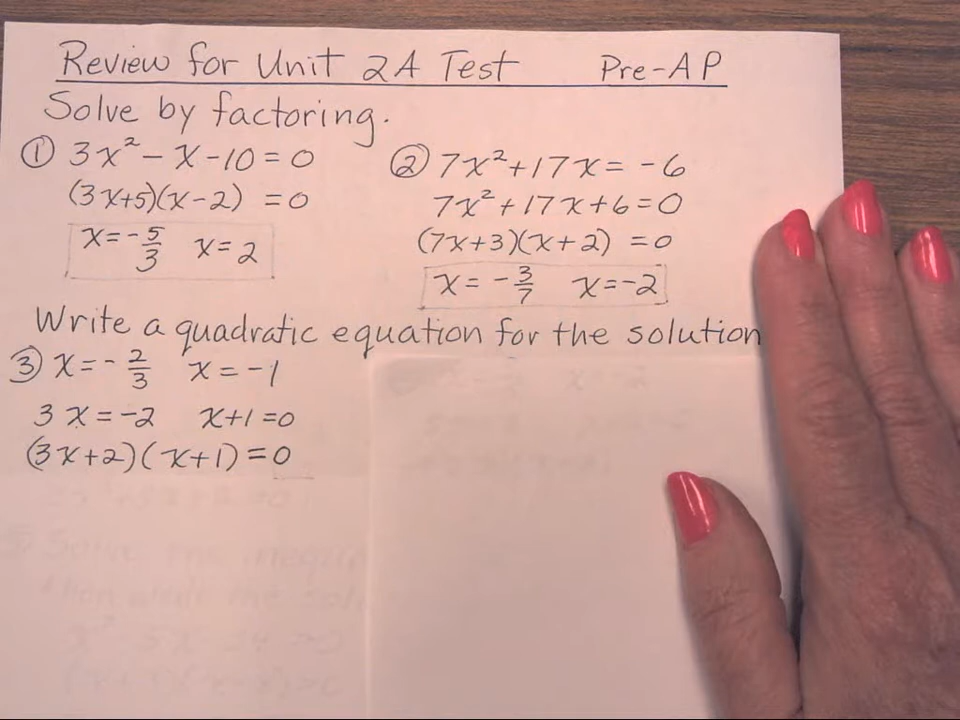 Review for Unit 2A Test Pre-AP
Solve by factoring.
① 3x² - x - 10 = 0
(3x+5)(x-2) = 0
x = -5/3 x = 2
② 7x² + 17x = -6
7x² + 17x + 6 = 0
(7x+3)(x+2) = 0
x = -3/7 x = -2
Write a quadratic equation for the solution
③ x = -2/3 x = -1
3x = -2 x+1 = 0
(3x+2)(x+1) = 0